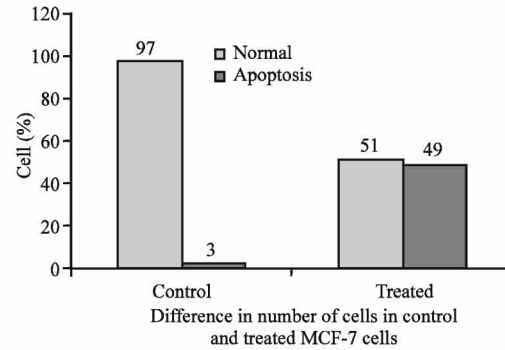 120
100
80
60
40
20
0
Cell (%)
Normal
Apoptosis
97
3
51
49
Control
Treated
Difference in number of cells in control
and treated MCF-7 cells